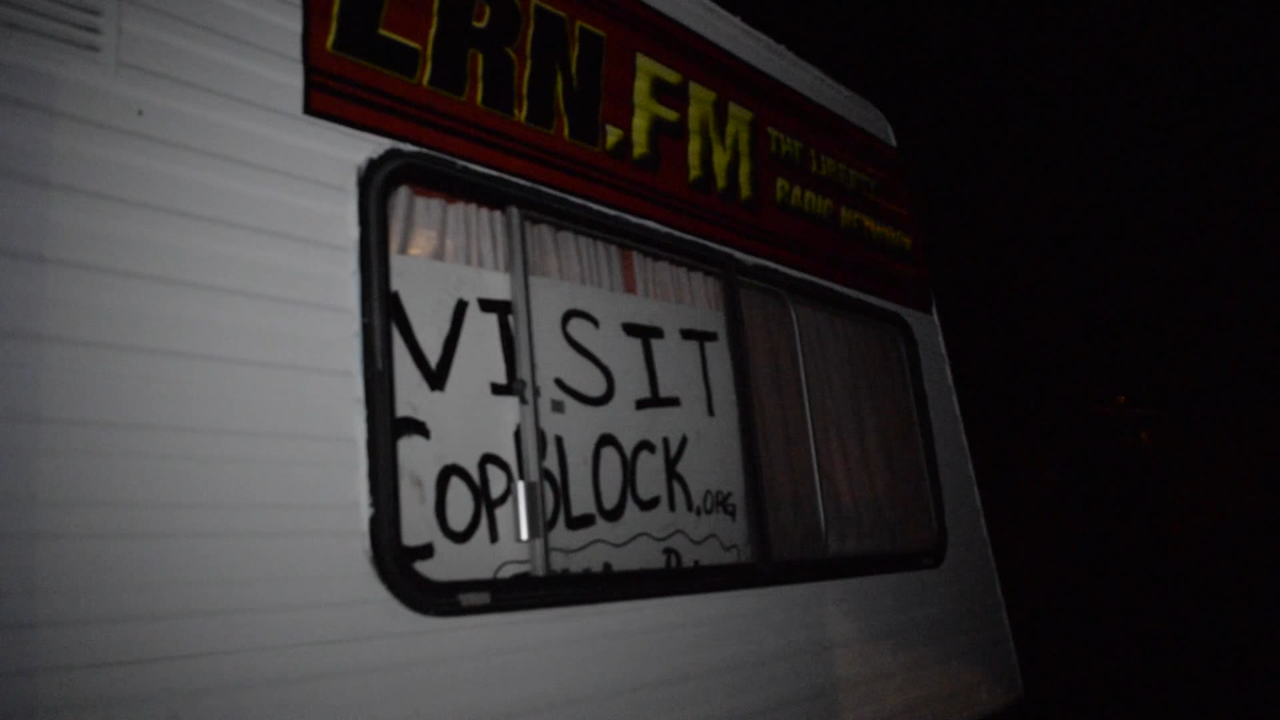 LRN.FM
THE LIBERTY
RADIO NETWORK
VISIT
COPBLOCK.ORG